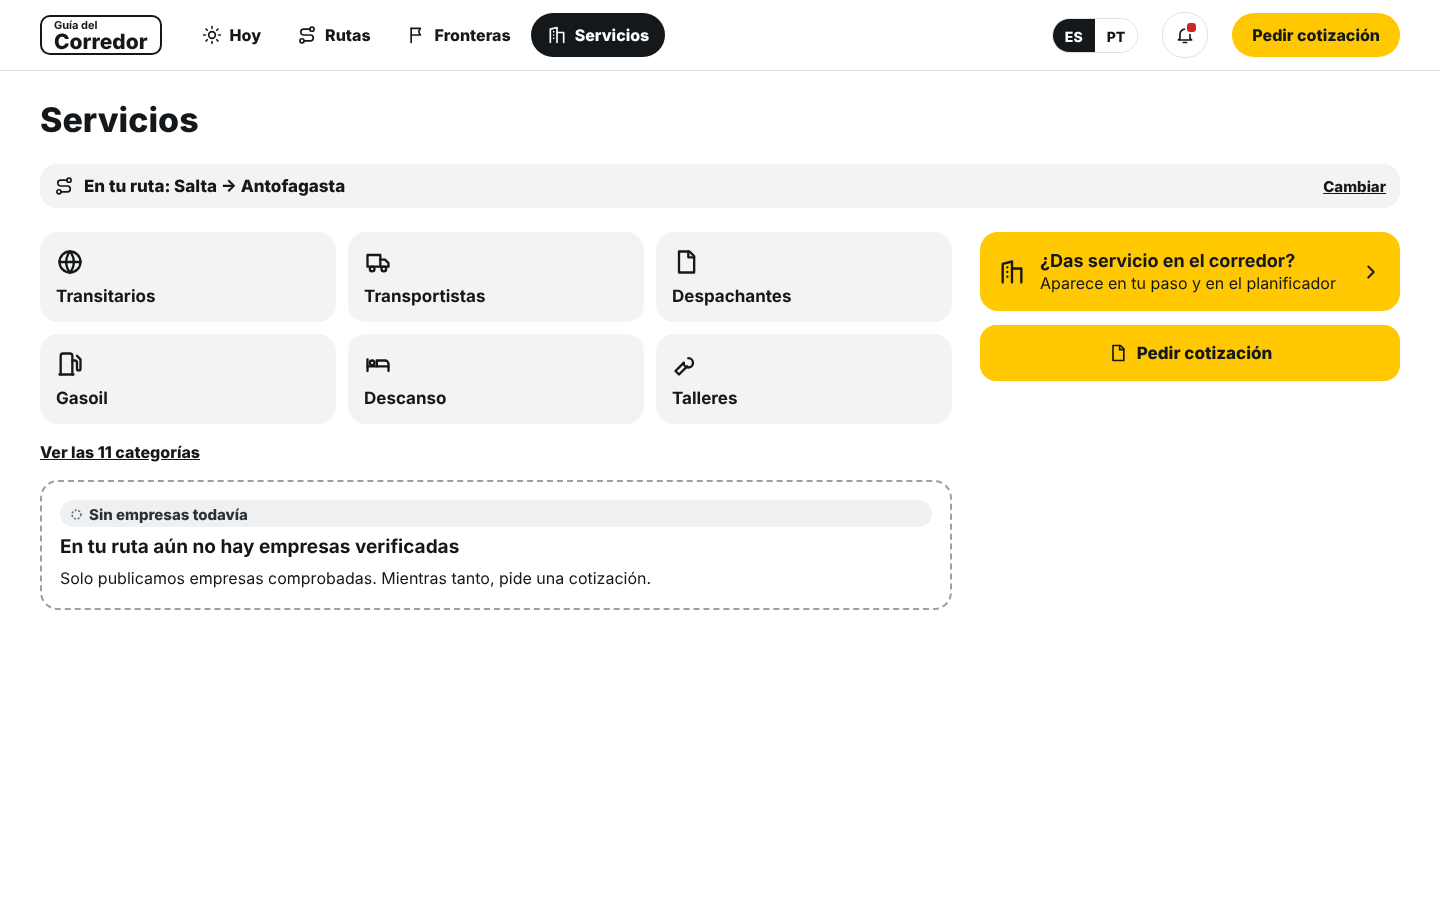 Guía del
Corredor
Hoy
Rutas
Fronteras
Servicios
ES
PT
Pedir cotización
Servicios
En tu ruta: Salta → Antofagasta
Cambiar
Transitarios
Transportistas
Despachantes
Gasoil
Descanso
Talleres
Ver las 11 categorías
Sin empresas todavía
En tu ruta aún no hay empresas verificadas
Solo publicamos empresas comprobadas. Mientras tanto, pide una cotización.
¿Das servicio en el corredor?
Aparece en tu paso y en el planificador
Pedir cotización